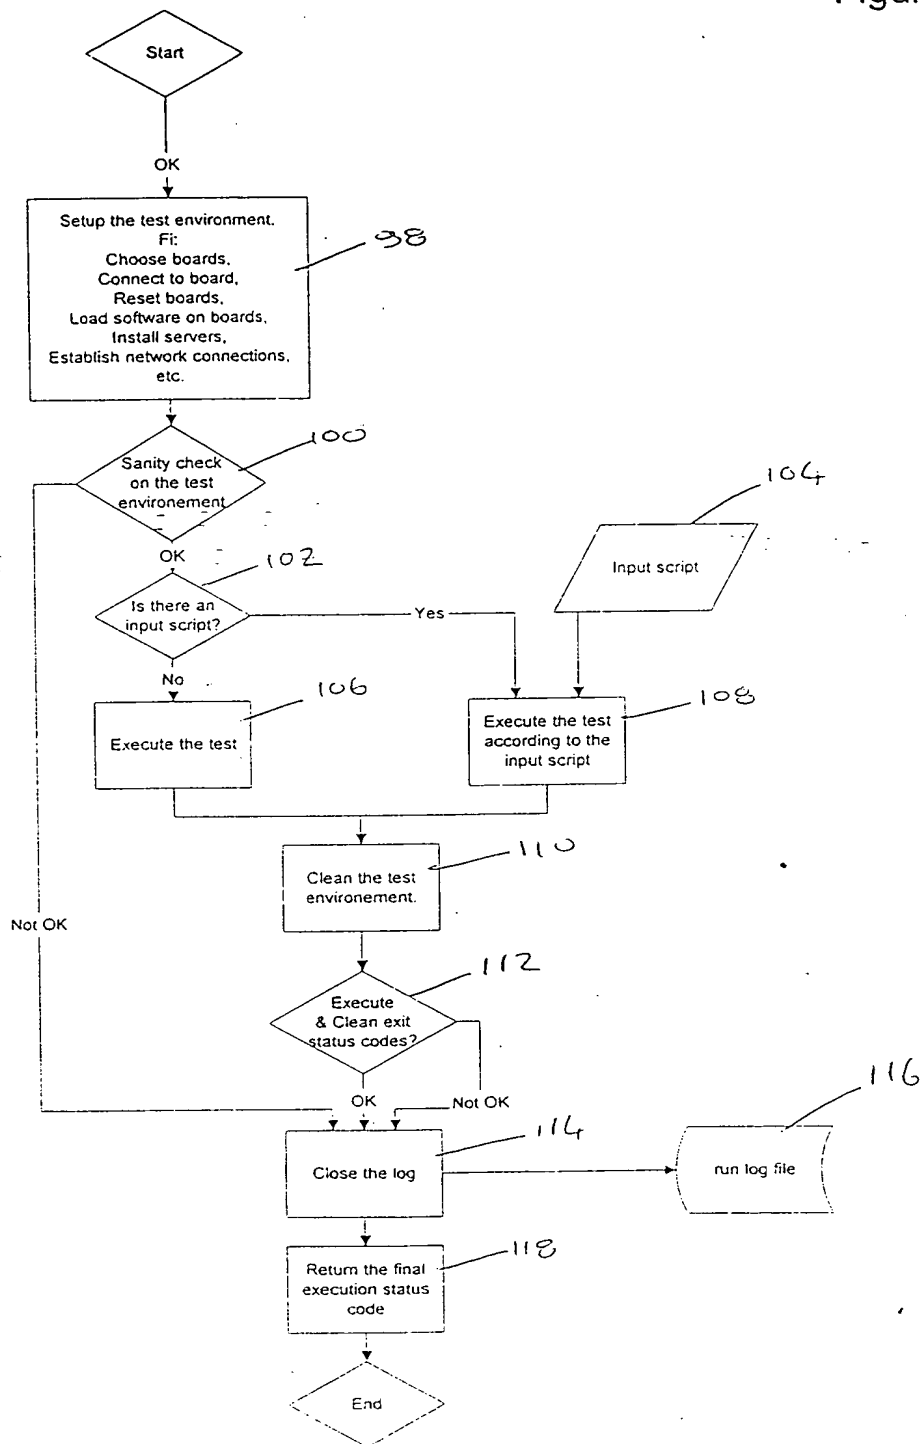 Figu
Start
OK
Setup the test environment.
Fi:
Choose boards,
Connect to board,
Reset boards,
Load software on boards,
Install servers,
Establish network connections,
etc.
98
Sanity check
on the test
environement
100
OK
104
Input script
102
Is there an
input script?
Yes
No
106
Execute the test
108
Execute the test
according to the
input script
110
Clean the test
environement.
Not OK
112
Execute
& Clean exit
status codes?
OK
Not OK
114
Close the log
116
run log file
118
Return the final
execution status
code
End